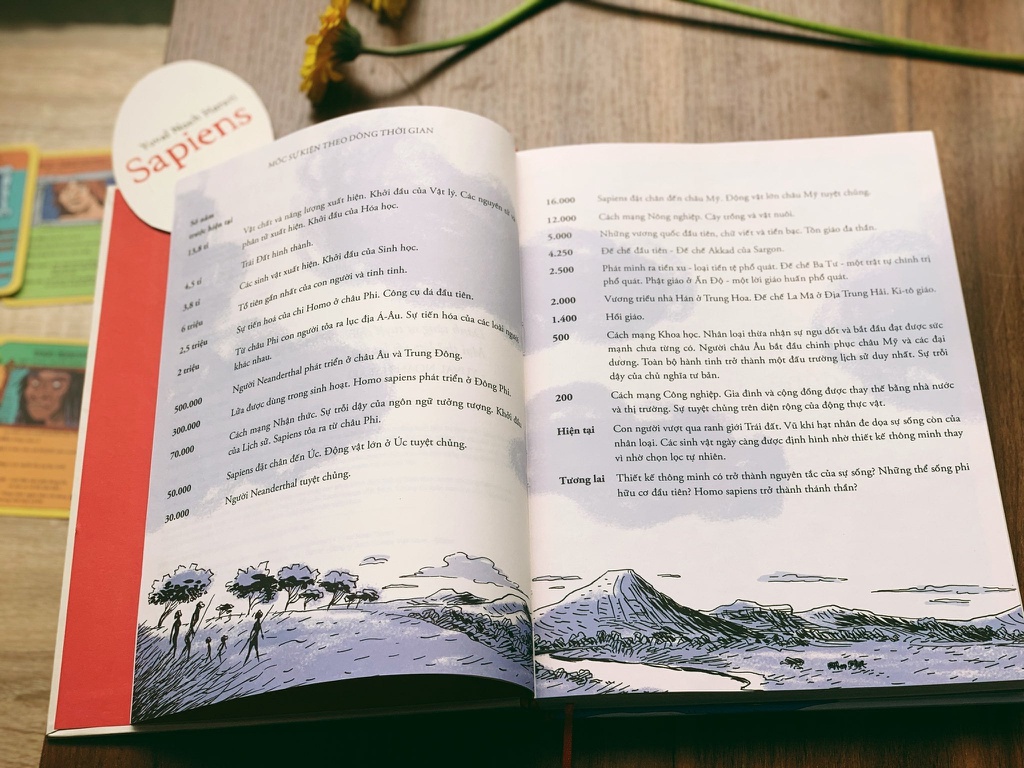 Yuval Noah Harari
Sapiens
MỐC SỰ KIỆN THEO DÒNG THỜI GIAN
Số năm
trước hiện tại
13,8 tỉ Vật chất và năng lượng xuất hiện. Khởi đầu của Vật lý. Các nguyên tử và
phân tử xuất hiện. Khởi đầu của Hóa học.
4,5 tỉ Trái Đất hình thành.
3,8 tỉ Các sinh vật xuất hiện. Khởi đầu của Sinh học.
6 triệu Tổ tiên gần nhất của con người và tinh tinh.
2,5 triệu Sự tiến hoá của chi Homo ở châu Phi. Công cụ đá đầu tiên.
2 triệu Từ châu Phi con người tỏa ra lục địa Á-Âu. Sự tiến hóa của các loài người
khác nhau.
500.000 Người Neanderthal phát triển ở châu Âu và Trung Đông.
300.000 Lửa được dùng trong sinh hoạt. Homo sapiens phát triển ở Đông Phi.
70.000 Cách mạng Nhận thức. Sự trỗi dậy của ngôn ngữ tưởng tượng. Khởi đầu
của Lịch sử. Sapiens tỏa ra từ châu Phi.
50.000 Sapiens đặt chân đến Úc. Động vật lớn ở Úc tuyệt chủng.
30.000 Người Neanderthal tuyệt chủng.
16.000 Sapiens đặt chân đến châu Mỹ. Động vật lớn châu Mỹ tuyệt chủng.
12.000 Cách mạng Nông nghiệp. Cây trồng và vật nuôi.
5.000 Những vương quốc đầu tiên, chữ viết và tiền bạc. Tôn giáo đa thần.
4.250 Đế chế đầu tiên - Đế chế Akkad của Sargon.
2.500 Phát minh ra tiền xu - loại tiền tệ phổ quát. Đế chế Ba Tư - một trật tự chính trị
phổ quát. Phật giáo ở Ấn Độ - một lời giáo huấn phổ quát.
2.000 Vương triều nhà Hán ở Trung Hoa. Đế chế La Mã ở Địa Trung Hải. Ki-tô giáo.
1.400 Hồi giáo.
500 Cách mạng Khoa học. Nhân loại thừa nhận sự ngu dốt và bắt đầu đạt được sức
mạnh chưa từng có. Người châu Âu bắt đầu chinh phục châu Mỹ và các đại
dương. Toàn bộ hành tinh trở thành một đấu trường lịch sử duy nhất. Sự trỗi
dậy của chủ nghĩa tư bản.
200 Cách mạng Công nghiệp. Gia đình và cộng đồng được thay thế bằng nhà nước
và thị trường. Sự tuyệt chủng trên diện rộng của động thực vật.
Hiện tại Con người vượt qua ranh giới Trái đất. Vũ khí hạt nhân đe dọa sự sống còn của
nhân loại. Các sinh vật ngày càng được định hình nhờ thiết kế thông minh thay
vì nhờ chọn lọc tự nhiên.
Tương lai Thiết kế thông minh có trở thành nguyên tắc của sự sống? Những thể sống phi
hữu cơ đầu tiên? Homo sapiens trở thành thánh thần?